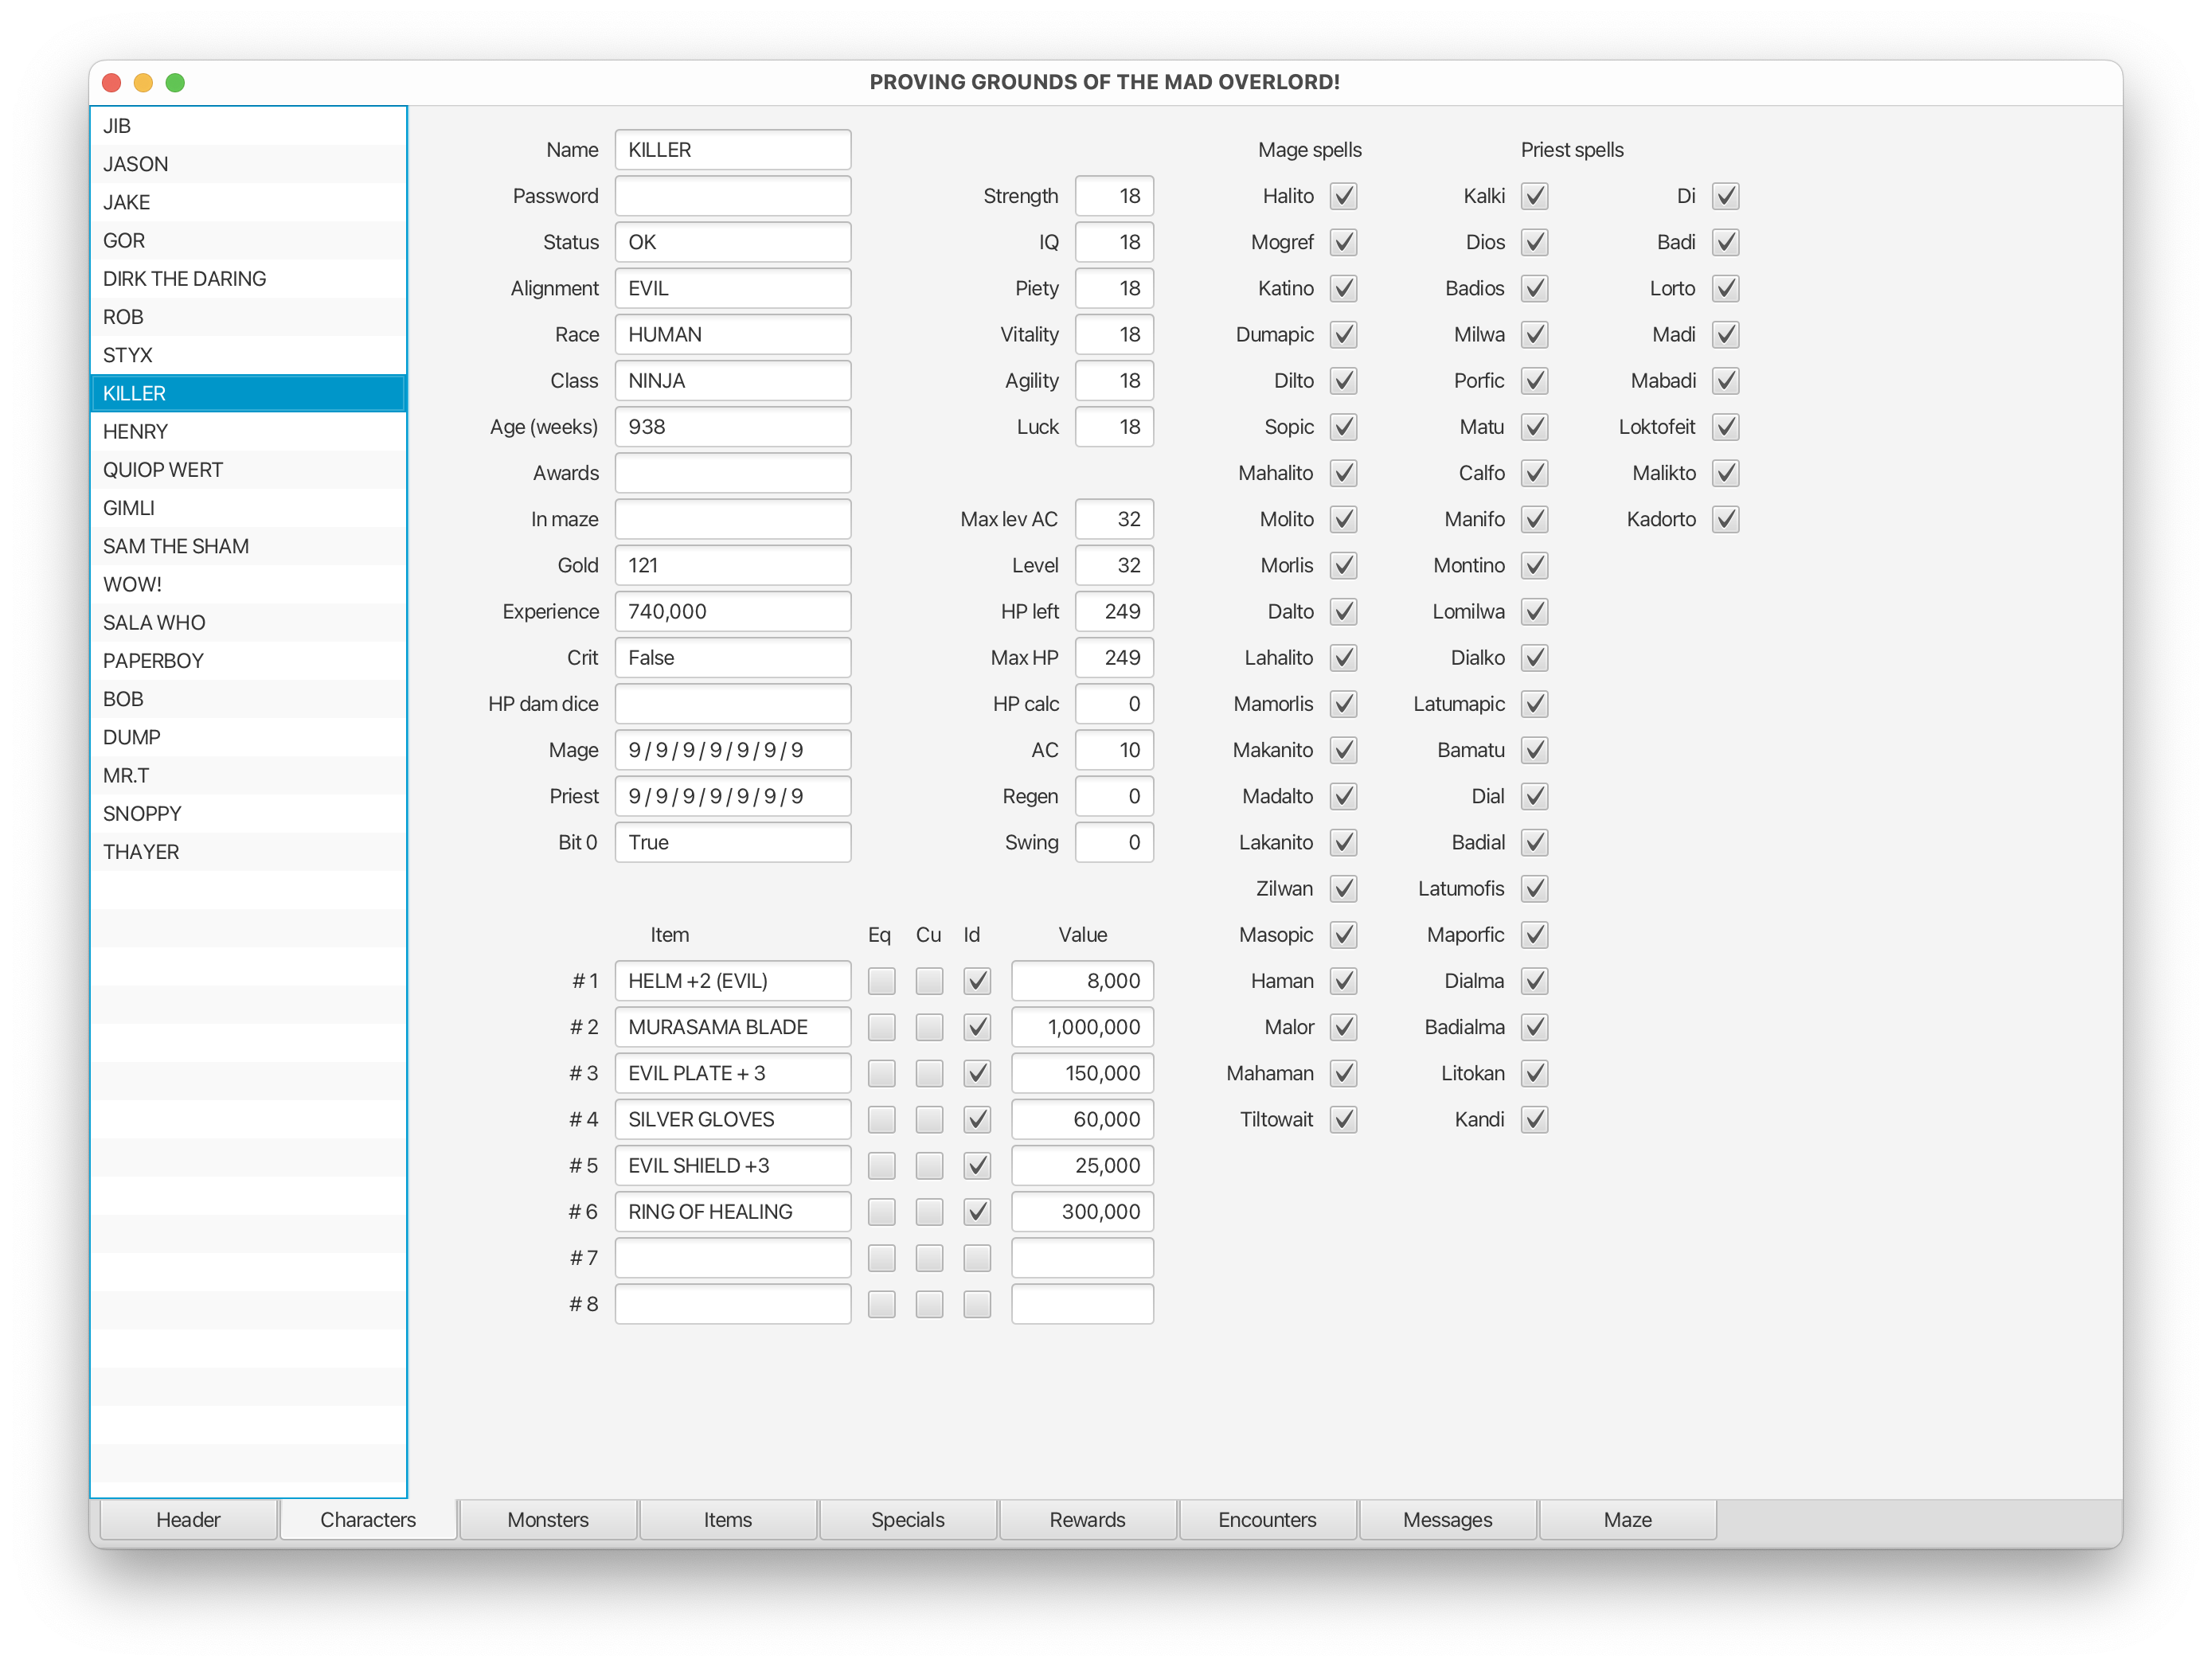 PROVING GROUNDS OF THE MAD OVERLORD!
JIB
JASON
JAKE
GOR
DIRK THE DARING
ROB
STYX
KILLER
HENRY
QUIOP WERT
GIMLI
SAM THE SHAM
WOW!
SALA WHO
PAPERBOY
BOB
DUMP
MR.T
SNOPPY
THAYER
Name KILLER
Password
Status OK
Alignment EVIL
Race HUMAN
Class NINJA
Age (weeks) 938
Awards
In maze
Gold 121
Experience 740,000
Crit False
HP dam dice
Mage 9/9/9/9/9/9/9
Priest 9/9/9/9/9/9/9
Bit 0 True
Strength 18
IQ 18
Piety 18
Vitality 18
Agility 18
Luck 18
Max lev AC 32
Level 32
HP left 249
Max HP 249
HP calc 0
AC 10
Regen 0
Swing 0
Item Eq Cu Id Value
# 1 HELM +2 (EVIL) 8,000
# 2 MURASAMA BLADE 1,000,000
# 3 EVIL PLATE + 3 150,000
# 4 SILVER GLOVES 60,000
# 5 EVIL SHIELD +3 25,000
# 6 RING OF HEALING 300,000
# 7
# 8
Mage spells
Halito
Mogref
Katino
Dumapic
Dilto
Sopic
Mahalito
Molito
Morlis
Dalto
Lahalito
Mamorlis
Makanito
Madalto
Lakanito
Zilwan
Masopic
Haman
Malor
Mahaman
Tiltowait
Priest spells
Kalki
Dios
Badios
Milwa
Porfic
Matu
Calfo
Manifo
Montino
Lomilwa
Dialko
Latumapic
Bamatu
Dial
Badial
Latumofis
Maporfic
Dialma
Badialma
Litokan
Kandi
Di
Badi
Lorto
Madi
Mabadi
Loktofeit
Malikto
Kadorto
Header Characters Monsters Items Specials Rewards Encounters Messages Maze